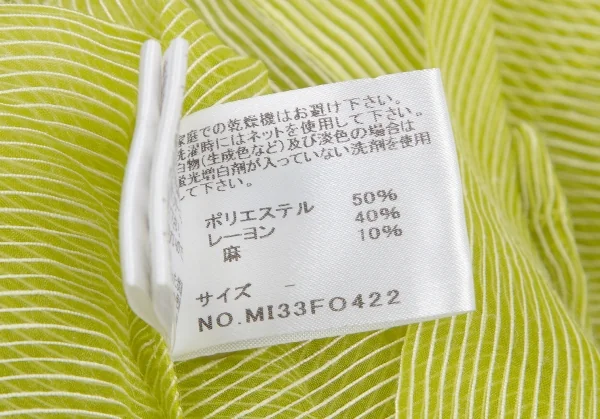 家庭での乾燥機はお避け下さい。
洗濯時にはネットを使用して下さい。
白物(生成色など)及び淡色の場合は
蛍光増白剤が入っていない洗剤を使用
して下さい。
ポリエステル 50%
レーヨン 40%
麻 10%
サイズ -
NO.MI33FO422